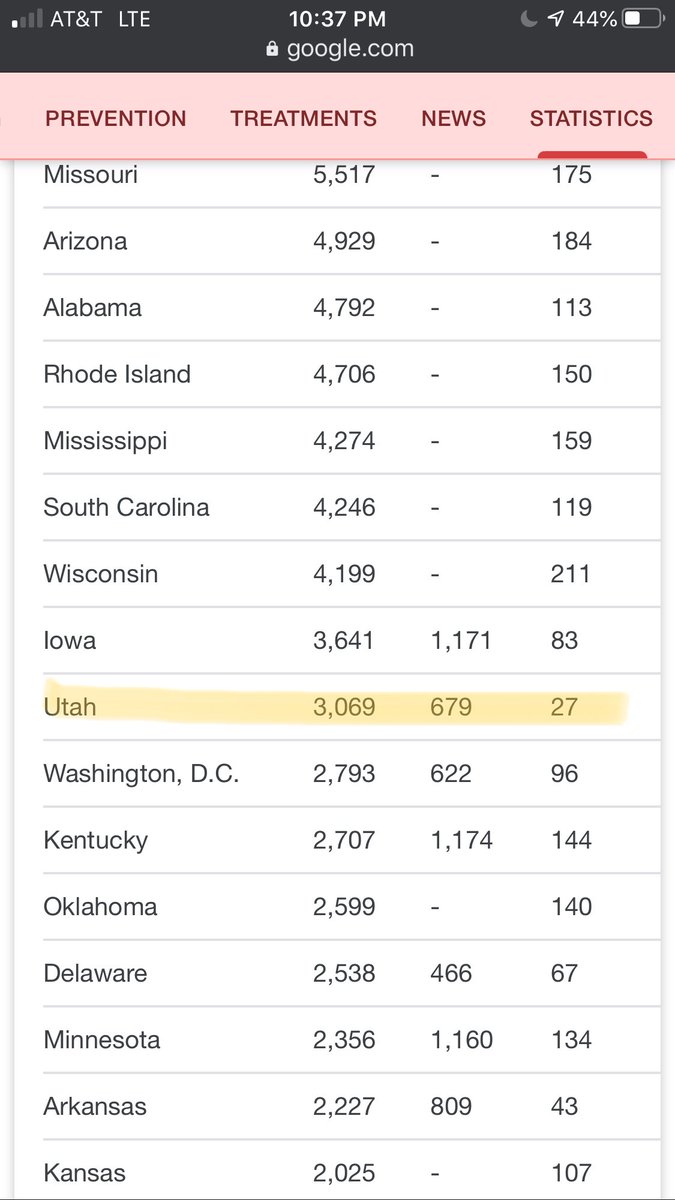 AT&T LTE 10:37 PM 44%
google.com
PREVENTION TREATMENTS NEWS STATISTICS
Missouri 5,517 - 175
Arizona 4,929 - 184
Alabama 4,792 - 113
Rhode Island 4,706 - 150
Mississippi 4,274 - 159
South Carolina 4,246 - 119
Wisconsin 4,199 - 211
Iowa 3,641 1,171 83
Utah 3,069 679 27
Washington, D.C. 2,793 622 96
Kentucky 2,707 1,174 144
Oklahoma 2,599 - 140
Delaware 2,538 466 67
Minnesota 2,356 1,160 134
Arkansas 2,227 809 43
Kansas 2,025 - 107